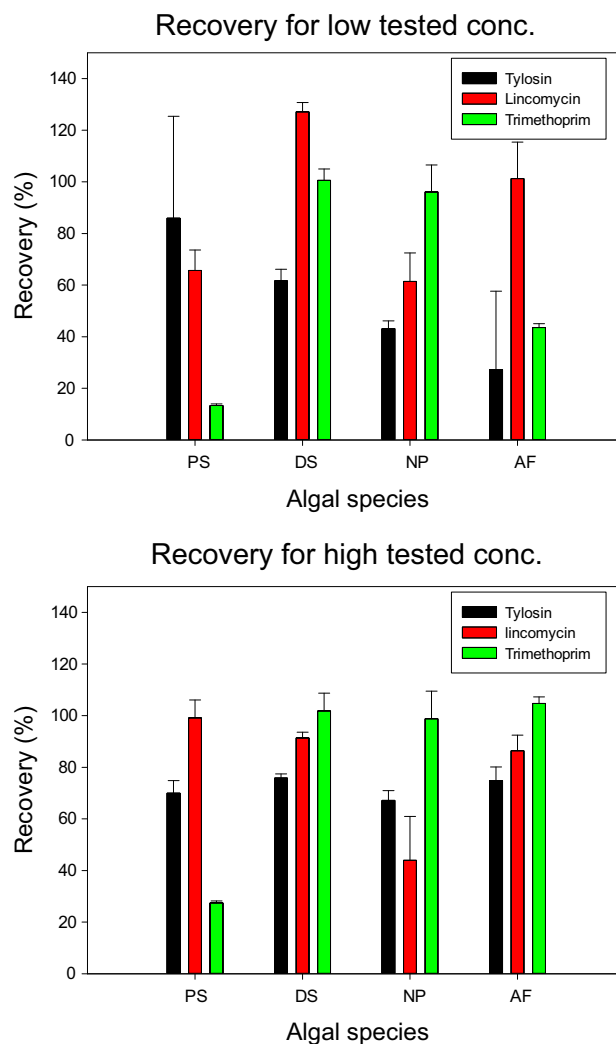 Recovery for low tested conc.
Recovery (%)
140
120
100
80
60
40
20
0
Tylosin
Lincomycin
Trimethoprim
PS DS NP AF
Algal species
Recovery for high tested conc.
Recovery (%)
140
120
100
80
60
40
20
0
Tylosin
lincomycin
Trimethoprim
PS DS NP AF
Algal species